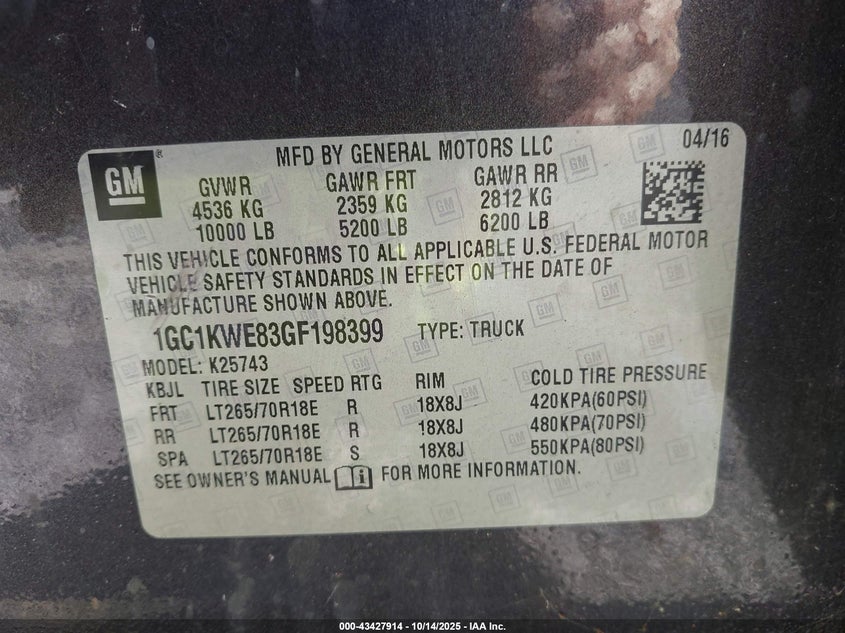 GM
MFD BY GENERAL MOTORS LLC
04/16
GVWR GAWR FRT GAWR RR
4536 KG 2359 KG 2812 KG
10000 LB 5200 LB 6200 LB
THIS VEHICLE CONFORMS TO ALL APPLICABLE U.S. FEDERAL MOTOR
VEHICLE SAFETY STANDARDS IN EFFECT ON THE DATE OF
MANUFACTURE SHOWN ABOVE.
1GC1KWE83GF198399 TYPE: TRUCK
MODEL: K25743
KBJL TIRE SIZE SPEED RTG RIM COLD TIRE PRESSURE
FRT LT265/70R18E R 18X8J 420KPA(60PSI)
RR LT265/70R18E R 18X8J 480KPA(70PSI)
SPA LT265/70R18E S 18X8J 550KPA(80PSI)
SEE OWNER'S MANUAL i FOR MORE INFORMATION.
000-43427914 - 10/14/2025 - IAA Inc.